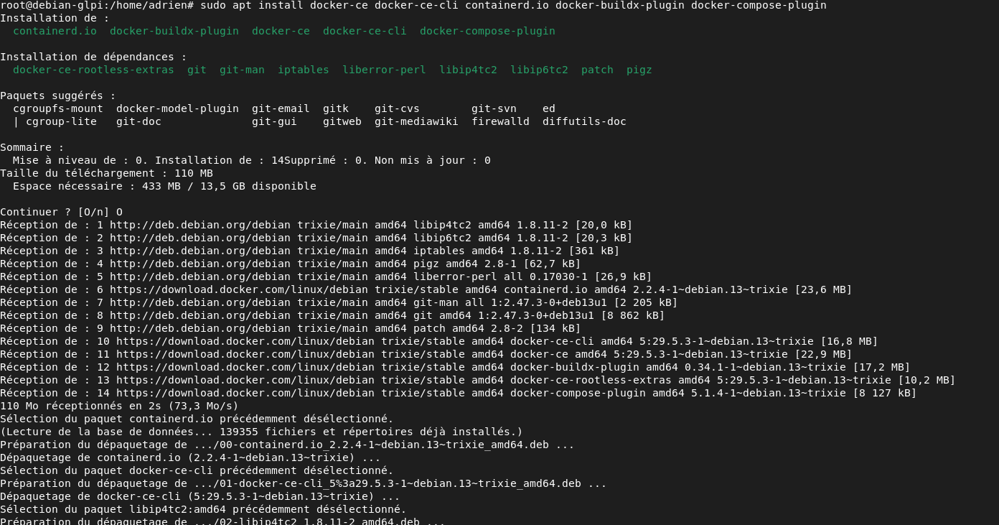 root@debian-glpi:/home/adrien# sudo apt install docker-ce docker-ce-cli containerd.io docker-buildx-plugin docker-compose-plugin
Installation de :
  containerd.io  docker-buildx-plugin  docker-ce  docker-ce-cli  docker-compose-plugin

Installation de dépendances :
  docker-ce-rootless-extras  git  git-man  iptables  liberror-perl  libip4tc2  libip6tc2  patch  pigz

Paquets suggérés :
  cgroupfs-mount  docker-model-plugin  git-email  gitk    git-cvs        git-svn    ed
  | cgroup-lite   git-doc              git-gui    gitweb  git-mediawiki  firewalld  diffutils-doc

Sommaire :
  Mise à niveau de : 0. Installation de : 14Supprimé : 0. Non mis à jour : 0
Taille du téléchargement : 110 MB
  Espace nécessaire : 433 MB / 13,5 GB disponible

Continuer ? [O/n] O
Réception de : 1 http://deb.debian.org/debian trixie/main amd64 libip4tc2 amd64 1.8.11-2 [20,0 kB]
Réception de : 2 http://deb.debian.org/debian trixie/main amd64 libip6tc2 amd64 1.8.11-2 [20,3 kB]
Réception de : 3 http://deb.debian.org/debian trixie/main amd64 iptables amd64 1.8.11-2 [361 kB]
Réception de : 4 http://deb.debian.org/debian trixie/main amd64 pigz amd64 2.8-1 [62,7 kB]
Réception de : 5 http://deb.debian.org/debian trixie/main amd64 liberror-perl all 0.17030-1 [26,9 kB]
Réception de : 6 https://download.docker.com/linux/debian trixie/stable amd64 containerd.io amd64 2.2.4-1~debian.13~trixie [23,6 MB]
Réception de : 7 http://deb.debian.org/debian trixie/main amd64 git-man all 1:2.47.3-0+deb13u1 [2 205 kB]
Réception de : 8 http://deb.debian.org/debian trixie/main amd64 git amd64 1:2.47.3-0+deb13u1 [8 862 kB]
Réception de : 9 http://deb.debian.org/debian trixie/main amd64 patch amd64 2.8-2 [134 kB]
Réception de : 10 https://download.docker.com/linux/debian trixie/stable amd64 docker-ce-cli amd64 5:29.5.3-1~debian.13~trixie [16,8 MB]
Réception de : 11 https://download.docker.com/linux/debian trixie/stable amd64 docker-ce amd64 5:29.5.3-1~debian.13~trixie [22,9 MB]
Réception de : 12 https://download.docker.com/linux/debian trixie/stable amd64 docker-buildx-plugin amd64 0.34.1-1~debian.13~trixie [17,2 MB]
Réception de : 13 https://download.docker.com/linux/debian trixie/stable amd64 docker-ce-rootless-extras amd64 5:29.5.3-1~debian.13~trixie [10,2 MB]
Réception de : 14 https://download.docker.com/linux/debian trixie/stable amd64 docker-compose-plugin amd64 5.1.4-1~debian.13~trixie [8 127 kB]
110 Mo réceptionnés en 2s (73,3 Mo/s)
Sélection du paquet containerd.io précédemment désélectionné.
(Lecture de la base de données... 139355 fichiers et répertoires déjà installés.)
Préparation du dépaquetage de .../00-containerd.io_2.2.4-1~debian.13~trixie_amd64.deb ...
Dépaquetage de containerd.io (2.2.4-1~debian.13~trixie) ...
Sélection du paquet docker-ce-cli précédemment désélectionné.
Préparation du dépaquetage de .../01-docker-ce-cli_5%3a29.5.3-1~debian.13~trixie_amd64.deb ...
Dépaquetage de docker-ce-cli (5:29.5.3-1~debian.13~trixie) ...
Sélection du paquet libip4tc2:amd64 précédemment désélectionné.
Préparation du dépaquetage de .../02-libip4tc2_1.8.11-2_amd64.deb ...